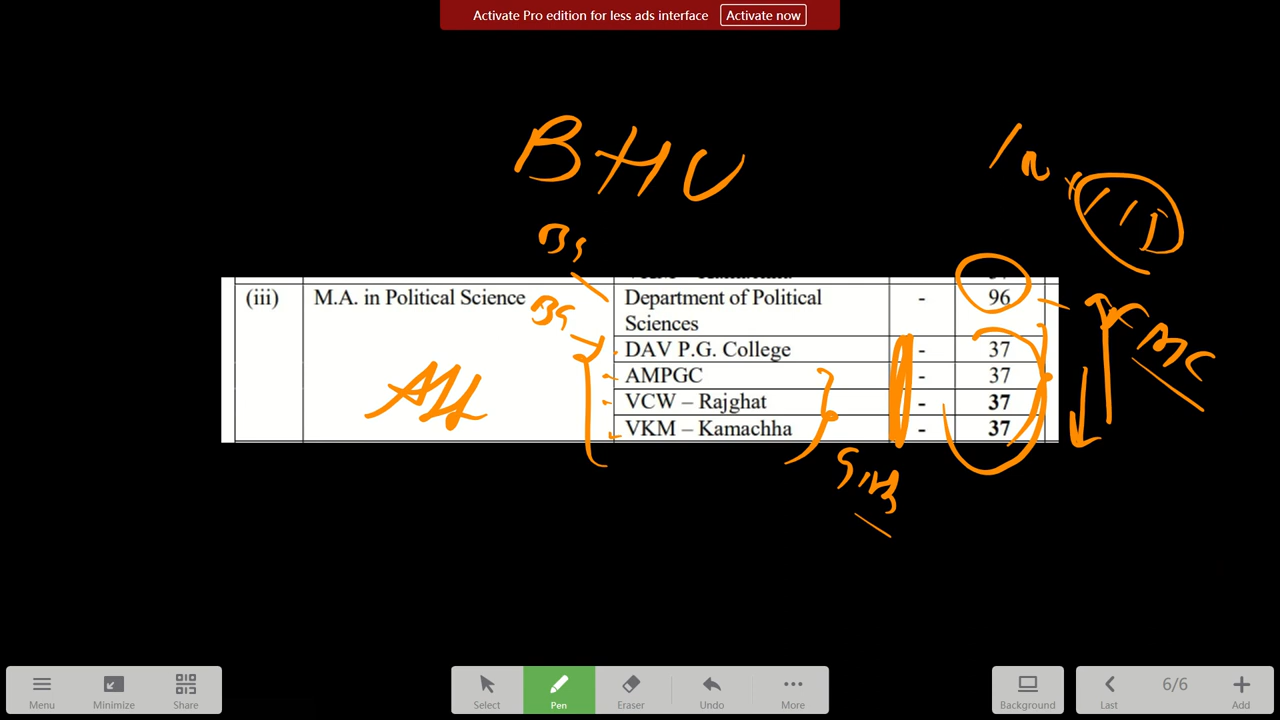 Activate Pro edition for less ads interface Activate now
BHU
(iii) M.A. in Political Science Department of Political Sciences - 96
DAV P.G. College - 37
AMPGC - 37
VCW – Rajghat - 37
VKM – Kamachha - 37
Menu Minimize Share Select Pen Eraser Undo More Background Last 6/6 Add